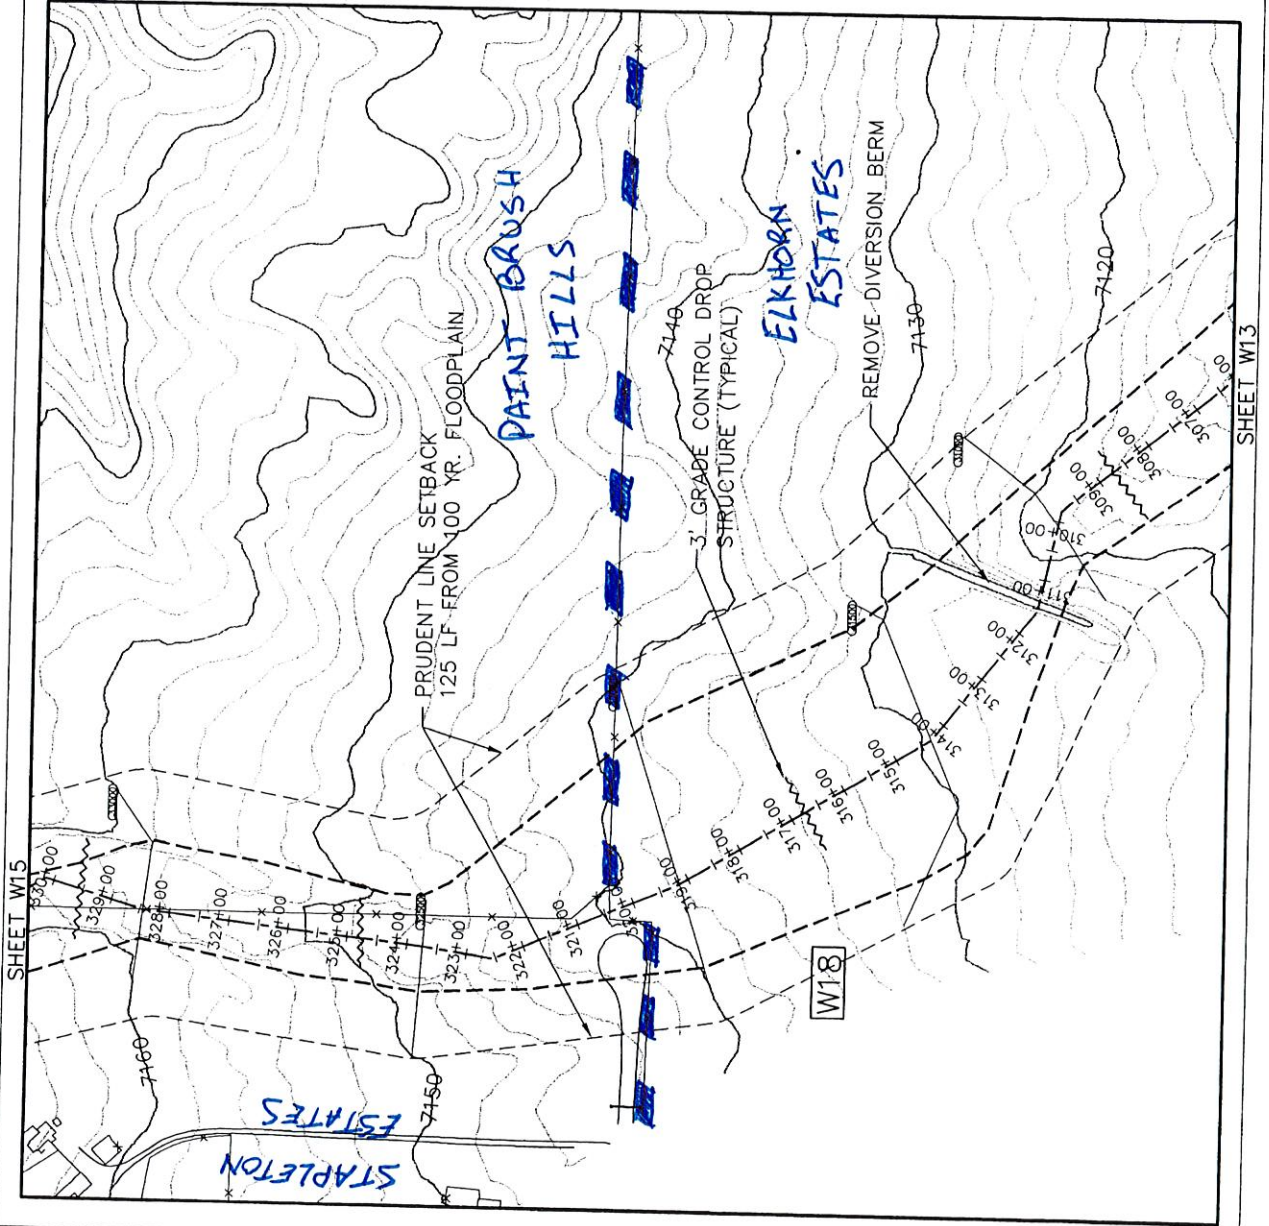 SHEET W15
SHEET W13
PAINT BRUSH
HILLS
ELKHORN
ESTATES
STAPLETON
ESTATES
PRUDENT LINE SETBACK
125 LF FROM 100 YR. FLOODPLAIN
3' GRADE CONTROL DROP
STRUCTURE (TYPICAL)
REMOVE DIVERSION BERM
W18
7160
7150
7140
7130
7120
330+00
329+00
328+00
327+00
326+00
325+00
324+00
323+00
322+00
321+00
319+00
318+00
317+00
316+00
315+00
314+00
313+00
312+00
311+00
310+00
309+00
308+00
307+00